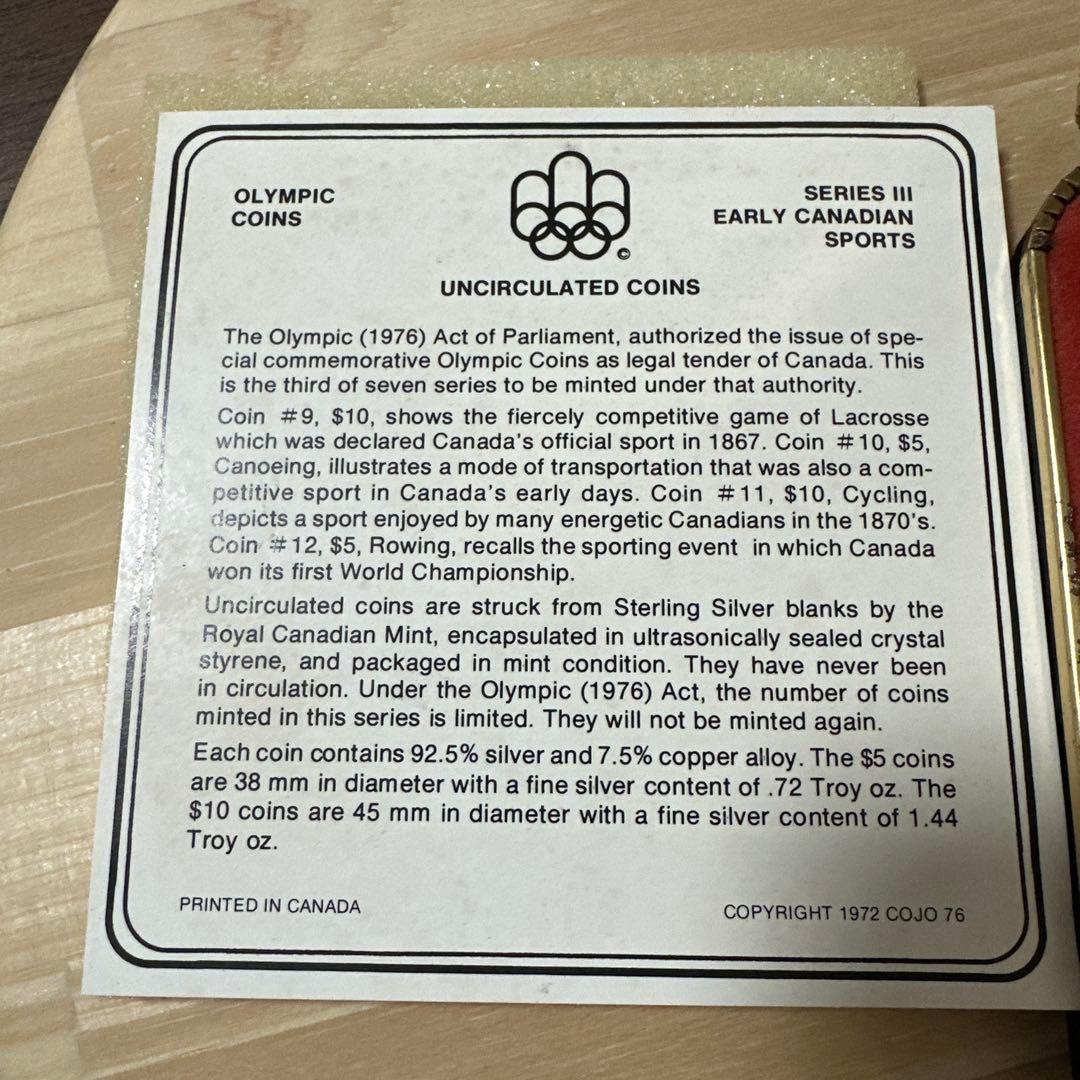 OLYMPIC
COINS
SERIES III
EARLY CANADIAN
SPORTS
©
UNCIRCULATED COINS
The Olympic (1976) Act of Parliament, authorized the issue of spe-
cial commemorative Olympic Coins as legal tender of Canada. This
is the third of seven series to be minted under that authority.
Coin #9, $10, shows the fiercely competitive game of Lacrosse
which was declared Canada's official sport in 1867. Coin #10, $5,
Canoeing, illustrates a mode of transportation that was also a com-
petitive sport in Canada's early days. Coin #11, $10, Cycling,
depicts a sport enjoyed by many energetic Canadians in the 1870's.
Coin #12, $5, Rowing, recalls the sporting event in which Canada
won its first World Championship.
Uncirculated coins are struck from Sterling Silver blanks by the
Royal Canadian Mint, encapsulated in ultrasonically sealed crystal
styrene, and packaged in mint condition. They have never been
in circulation. Under the Olympic (1976) Act, the number of coins
minted in this series is limited. They will not be minted again.
Each coin contains 92.5% silver and 7.5% copper alloy. The $5 coins
are 38 mm in diameter with a fine silver content of .72 Troy oz. The
$10 coins are 45 mm in diameter with a fine silver content of 1.44
Troy oz.
PRINTED IN CANADA
COPYRIGHT 1972 COJO 76